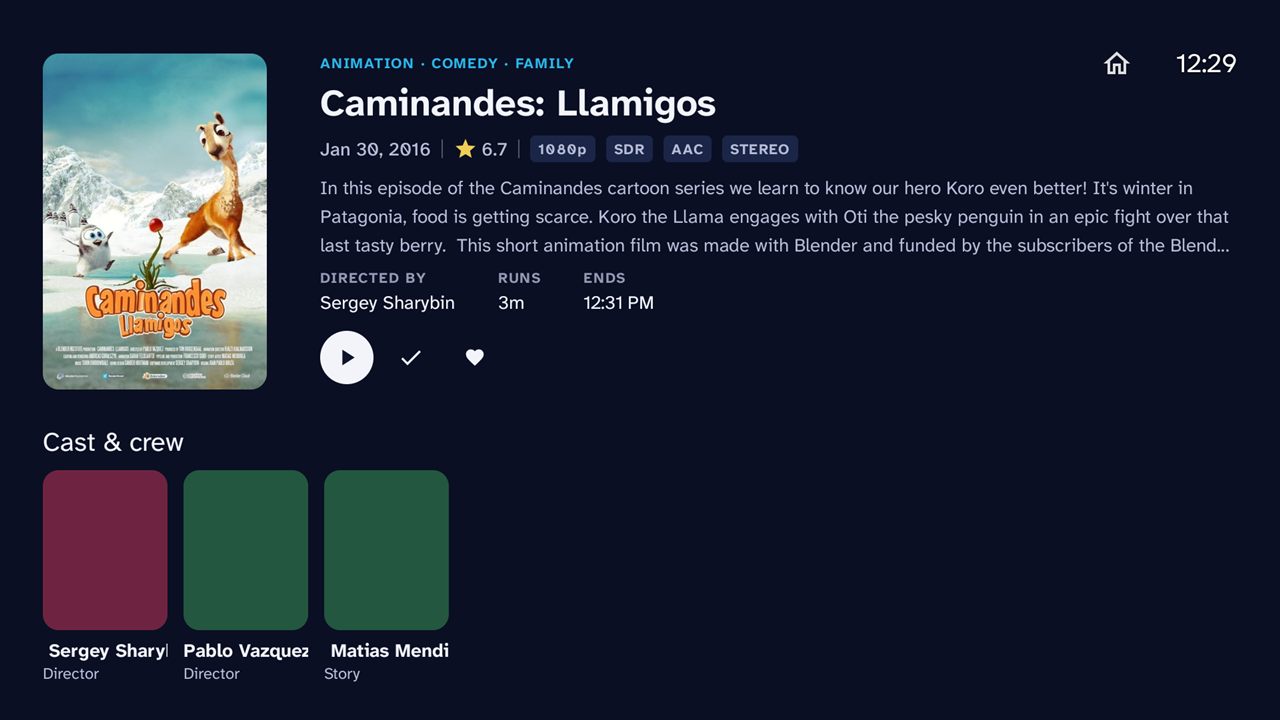 ANIMATION · COMEDY · FAMILY
12:29
Caminandes: Llamigos
Jan 30, 2016 | 6.7 | 1080p SDR AAC STEREO
In this episode of the Caminandes cartoon series we learn to know our hero Koro even better! It's winter in
Patagonia, food is getting scarce. Koro the Llama engages with Oti the pesky penguin in an epic fight over that
last tasty berry.  This short animation film was made with Blender and funded by the subscribers of the Blend...
DIRECTED BY RUNS ENDS
Sergey Sharybin 3m 12:31 PM
Caminandes
Llamigos
Cast & crew
Sergey Shary Pablo Vazquez Matias Mendi
Director Director Story